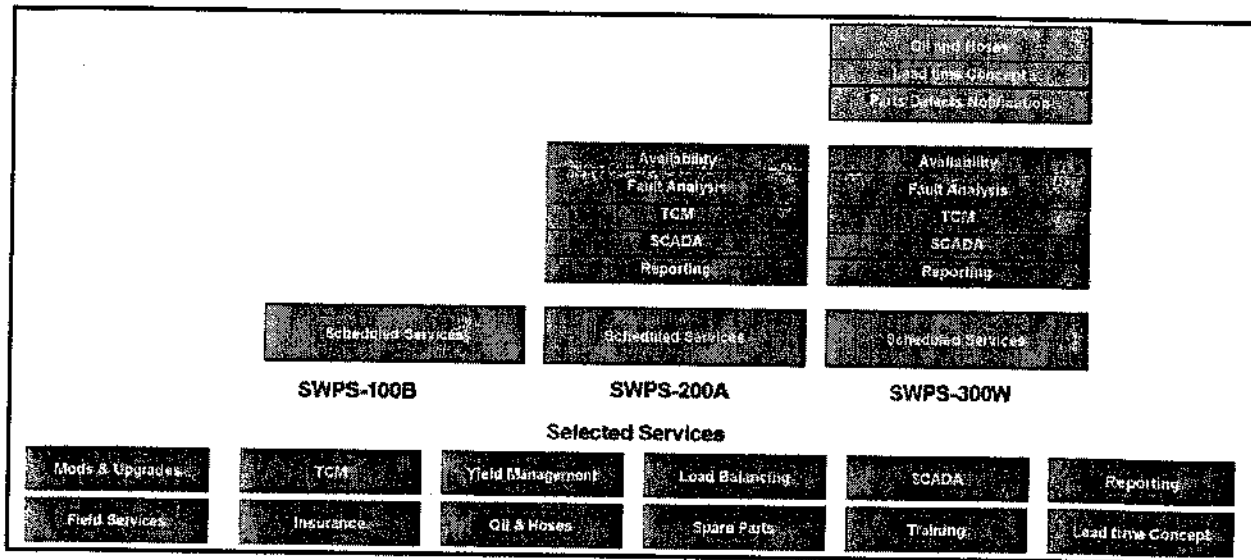 Oil and Hoses
Lead time Concept
Parts Defects Notification
Availability
Fault Analysis
TCM
SCADA
Reporting
Availability
Fault Analysis
TCM
SCADA
Reporting
Scheduled Services
Scheduled Services
Scheduled Services
SWPS-100B
SWPS-200A
SWPS-300W
Selected Services
Mods & Upgrades
TCM
Yield Management
Load Balancing
SCADA
Reporting
Field Services
Insurance
Oil & Hoses
Spare Parts
Training
Lead time Concept